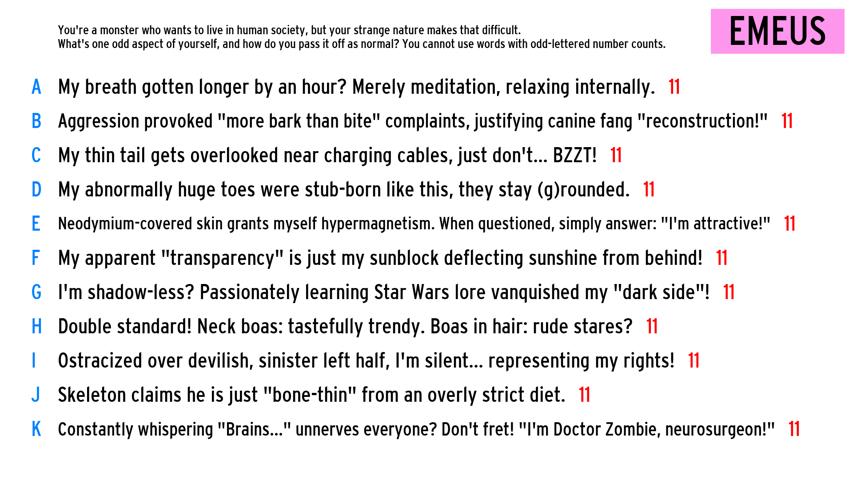 You're a monster who wants to live in human society, but your strange nature makes that difficult.
What's one odd aspect of yourself, and how do you pass it off as normal? You cannot use words with odd-lettered number counts.
EMEUS
A My breath gotten longer by an hour? Merely meditation, relaxing internally. 11
B Aggression provoked "more bark than bite" complaints, justifying canine fang "reconstruction!" 11
C My thin tail gets overlooked near charging cables, just don't... BZZT! 11
D My abnormally huge toes were stub-born like this, they stay (g)rounded. 11
E Neodymium-covered skin grants myself hypermagnetism. When questioned, simply answer: "I'm attractive!" 11
F My apparent "transparency" is just my sunblock deflecting sunshine from behind! 11
G I'm shadow-less? Passionately learning Star Wars lore vanquished my "dark side"! 11
H Double standard! Neck boas: tastefully trendy. Boas in hair: rude stares? 11
I Ostracized over devilish, sinister left half, I'm silent... representing my rights! 11
J Skeleton claims he is just "bone-thin" from an overly strict diet. 11
K Constantly whispering "Brains..." unnerves everyone? Don't fret! "I'm Doctor Zombie, neurosurgeon!" 11